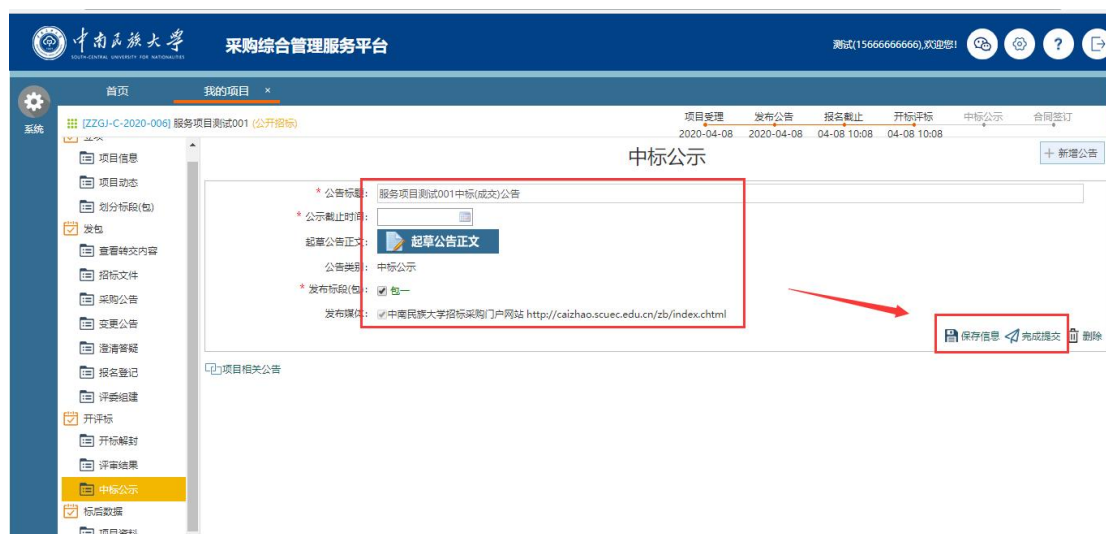 中南民族大学
SOUTH-CENTRAL UNIVERSITY FOR NATIONALITIES
采购综合管理服务平台
测试(15666666666),欢迎您!
?
系统
首页
我的项目 ×
[ZZGJ-C-2020-006] 服务项目测试001 (公开招标)
项目受理 发布公告 报名截止 开标评标 中标公示 合同签订
2020-04-08 2020-04-08 04-08 10:08 04-08 10:08
项目信息
项目动态
划分标段(包)
发包
查看转交内容
招标文件
采购公告
变更公告
澄清答疑
报名登记
评委组建
开评标
开标解封
评审结果
中标公示
标后数据
项目资料
中标公示
+ 新增公告
* 公告标题: 服务项目测试001中标(成交)公告
* 公示截止时间:
起草公告正文: 起草公告正文
公告类别: 中标公示
* 发布标段(包): 包一
发布媒体: 中南民族大学招标采购门户网站 http://caizhao.scuec.edu.cn/zb/index.chtml
保存信息 完成提交 删除
项目相关公告